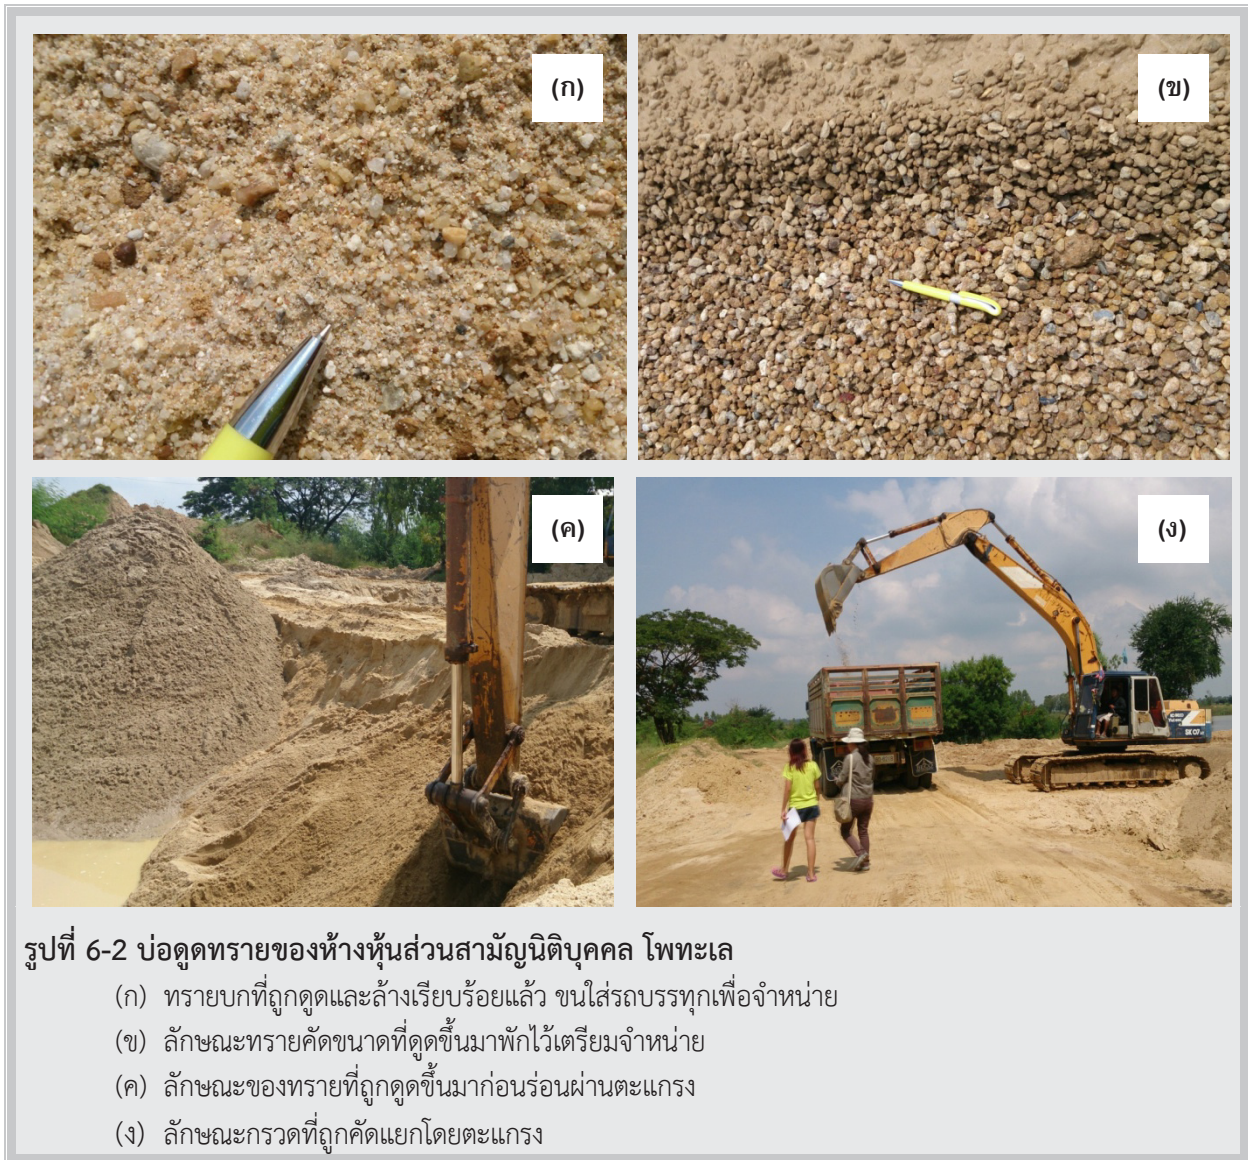 (ก)
(ข)
(ค)
(ง)
SK 07
รูปที่ 6-2 บ่อดูดทรายของห้างหุ้นส่วนสามัญนิติบุคคล โพทะเล
(ก) ทรายบกที่ถูกดูดและล้างเรียบร้อยแล้ว ขนใส่รถบรรทุกเพื่อจำหน่าย
(ข) ลักษณะทรายคัดขนาดที่ดูดขึ้นมาพักไว้เตรียมจำหน่าย
(ค) ลักษณะของทรายที่ถูกดูดขึ้นมาก่อนร่อนผ่านตะแกรง
(ง) ลักษณะกรวดที่ถูกคัดแยกโดยตะแกรง